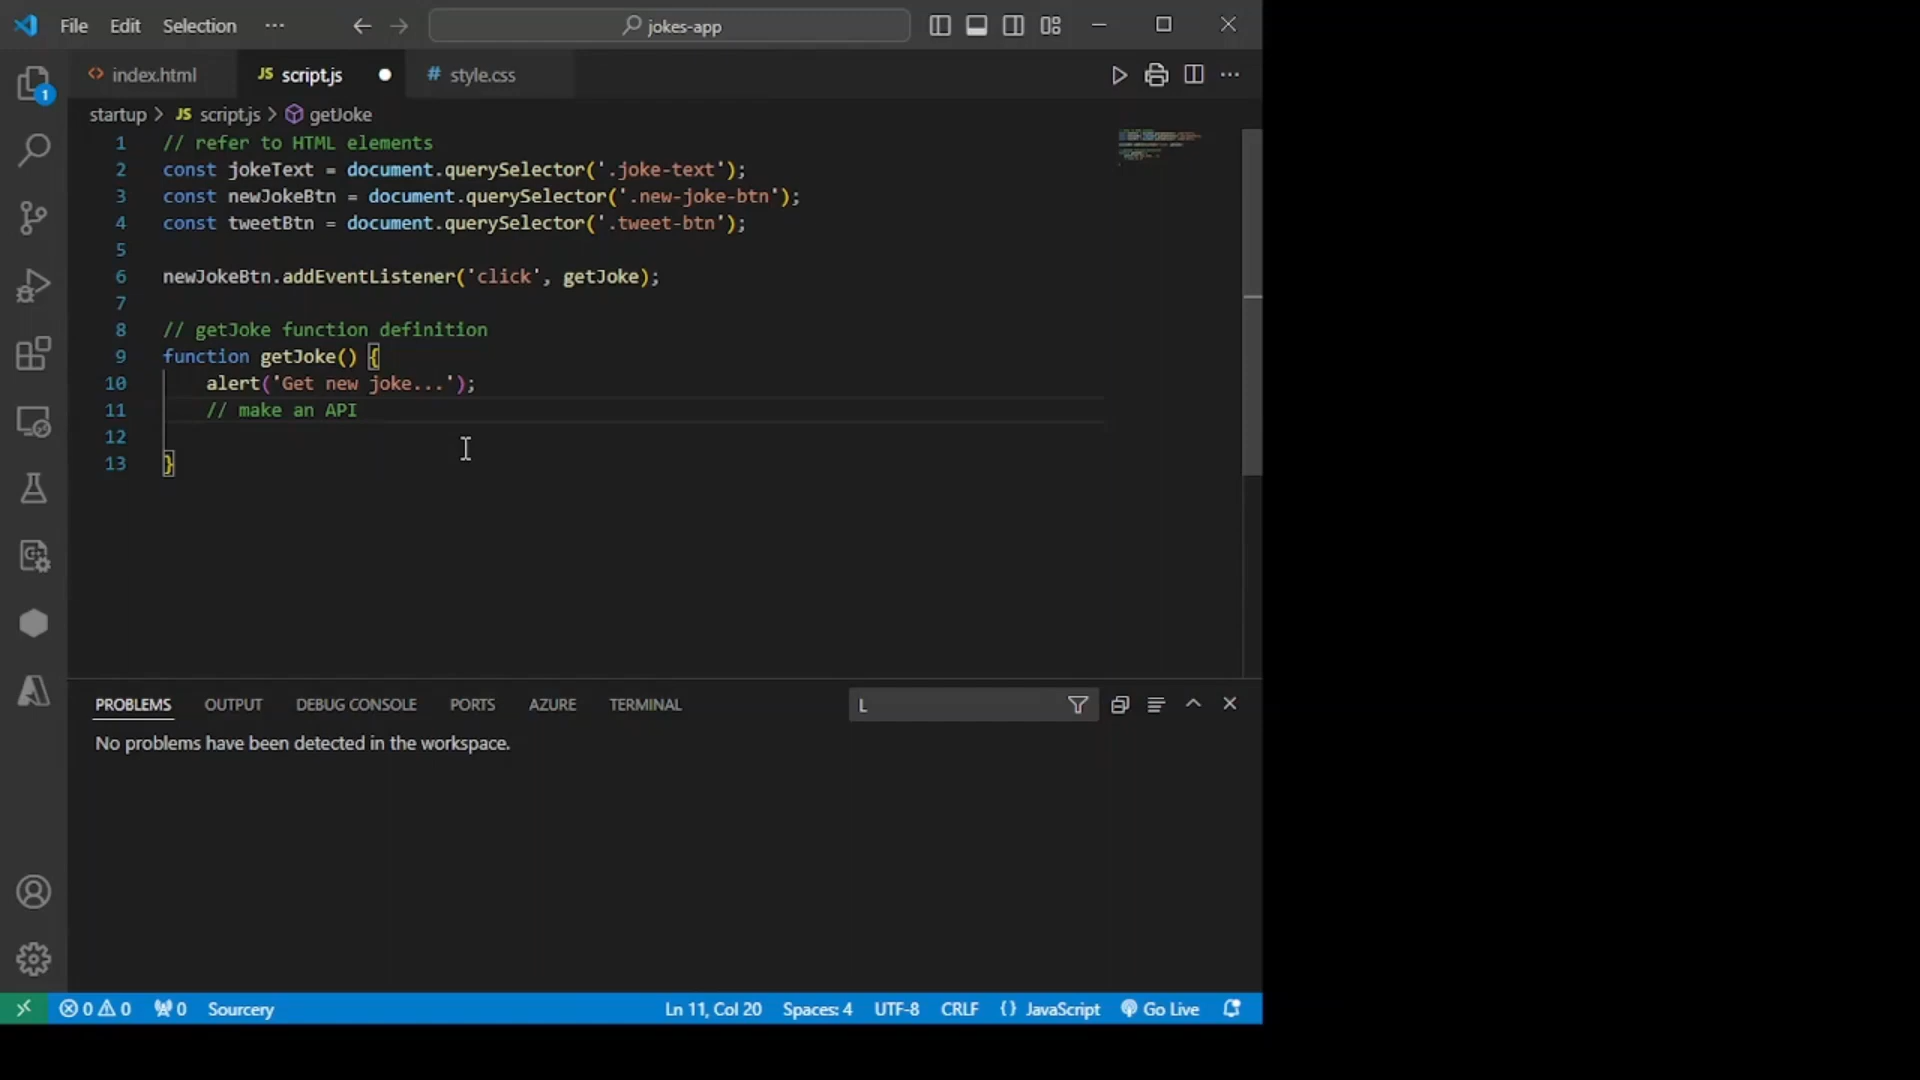 File Edit Selection ··· jokes-app
index.html JS script.js # style.css
1
startup > JS script.js > getJoke
1 // refer to HTML elements
2 const jokeText = document.querySelector('.joke-text');
3 const newJokeBtn = document.querySelector('.new-joke-btn');
4 const tweetBtn = document.querySelector('.tweet-btn');
5
6 newJokeBtn.addEventListener('click', getJoke);
7
8 // getJoke function definition
9 function getJoke() {
10 alert('Get new joke...');
11 // make an API
12
13 }
PROBLEMS OUTPUT DEBUG CONSOLE PORTS AZURE TERMINAL L
No problems have been detected in the workspace.
0 0 0 Sourcery Ln 11, Col 20 Spaces: 4 UTF-8 CRLF {} JavaScript Go Live